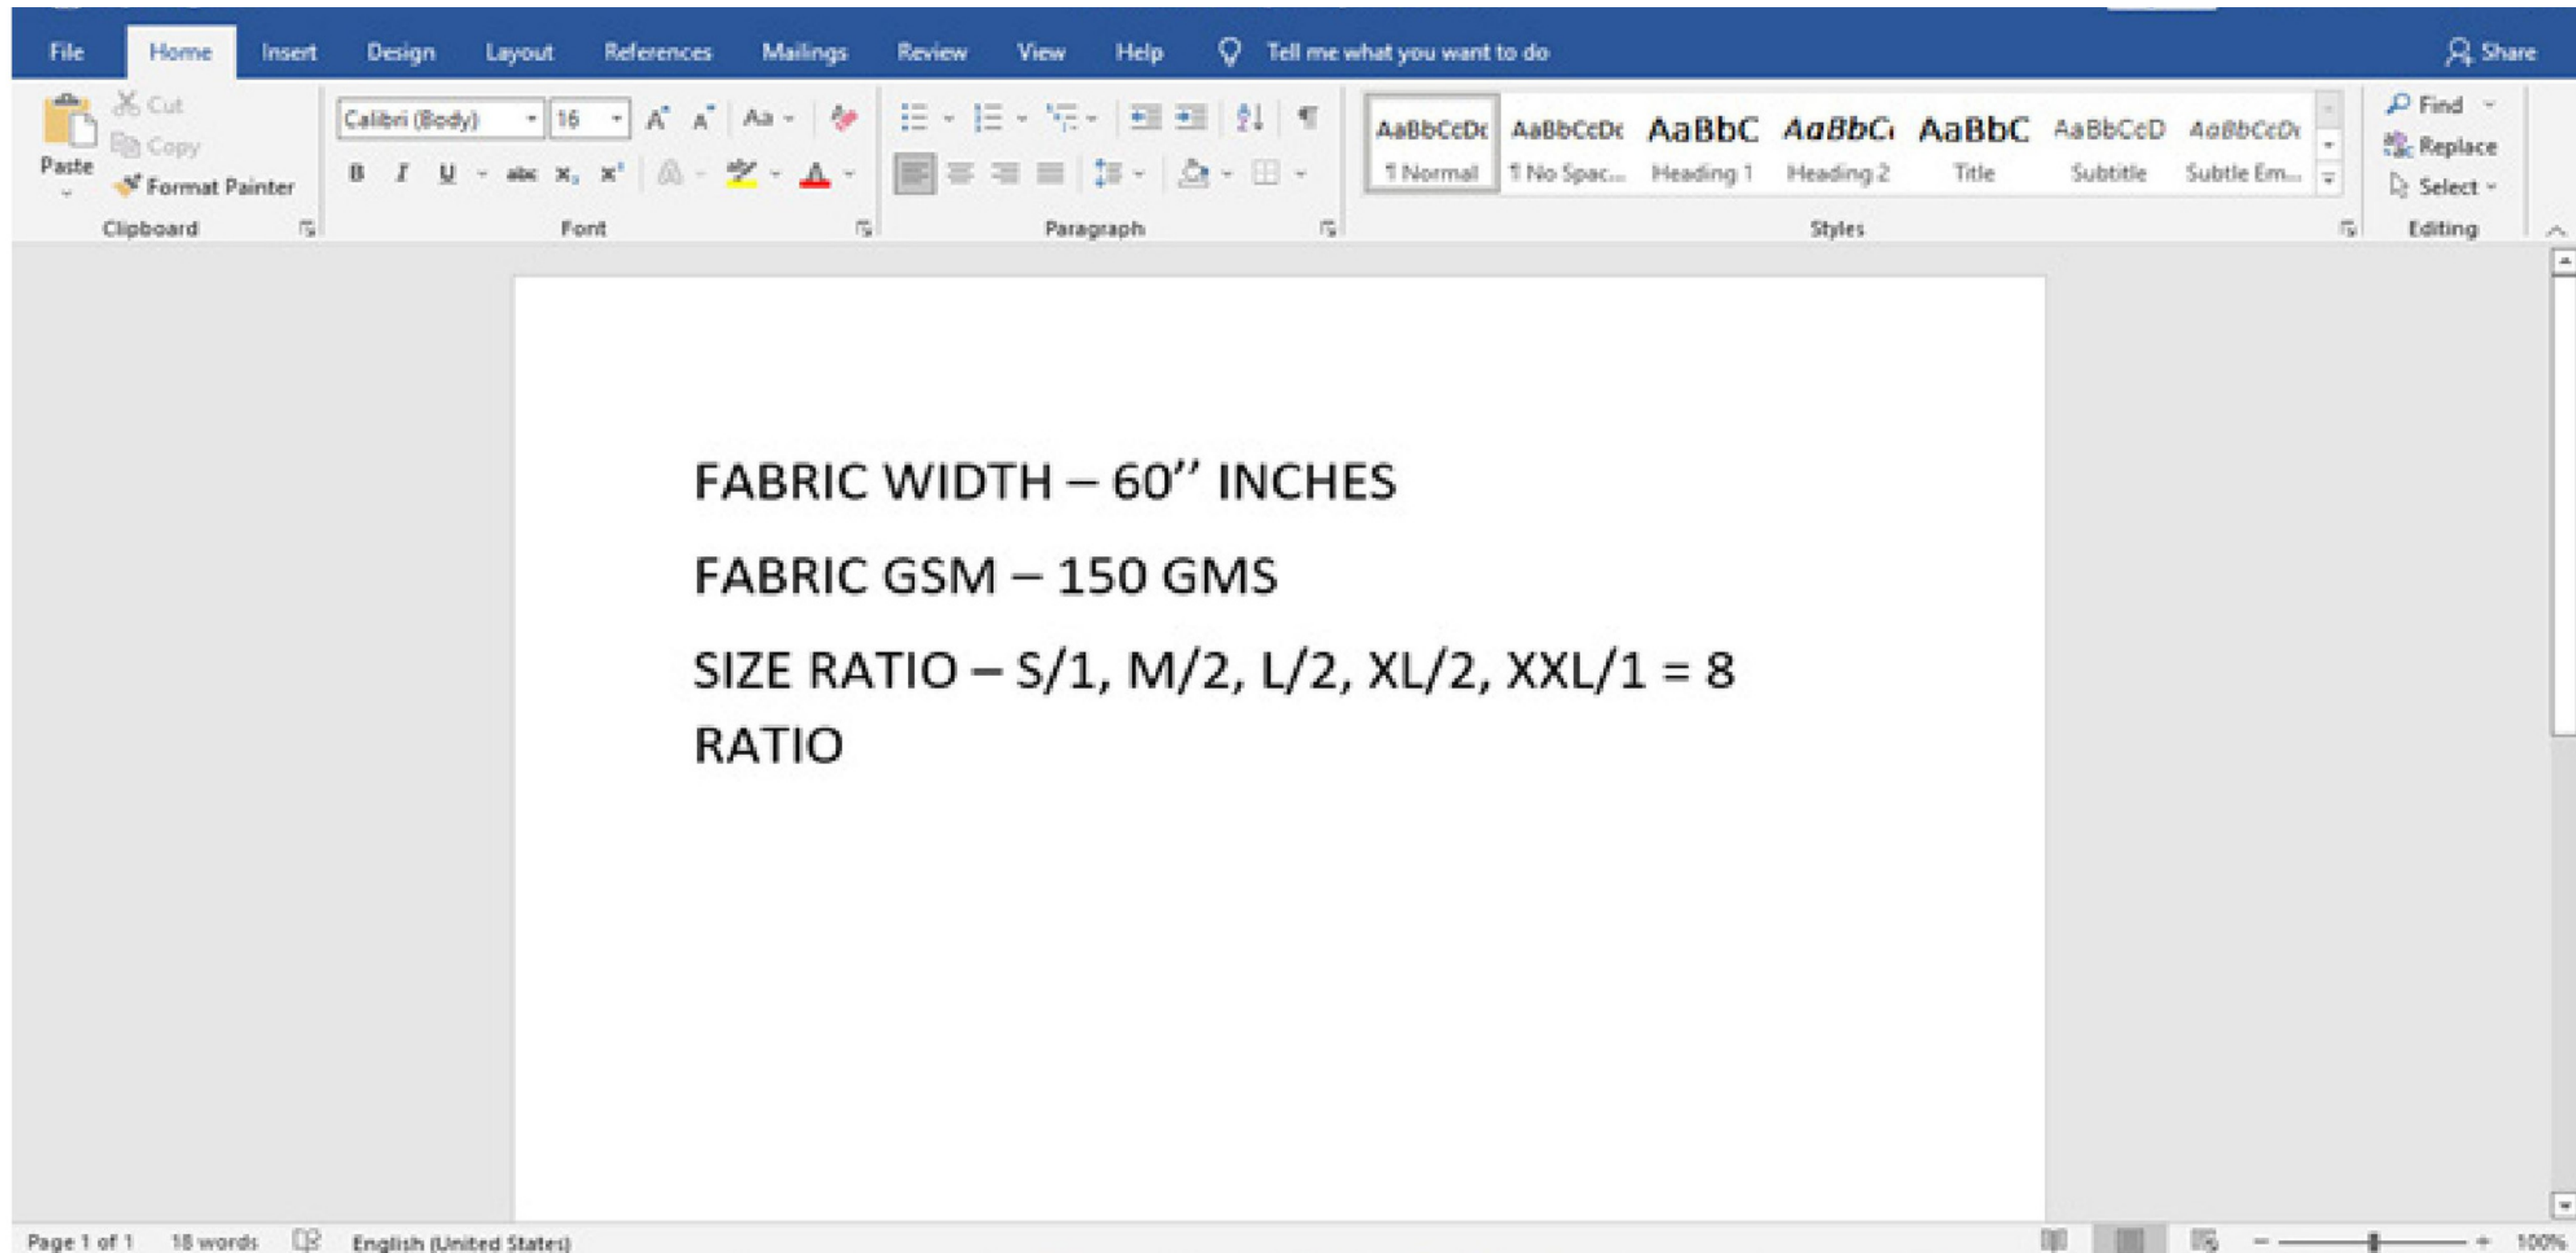 File Home Insert Design Layout References Mailings Review View Help Tell me what you want to do Share
Cut
Copy
Paste
Format Painter
Clipboard
Calibri (Body) 16 A A Aa
B I U abc x, x² A aby A
Font
Paragraph
AaBbCcDc AaBbCcDc AaBbC AaBbCc AaBbC AaBbCcD AaBbCcDc
¶ Normal ¶ No Spac... Heading 1 Heading 2 Title Subtitle Subtle Em...
Styles
Find
Replace
Select
Editing
FABRIC WIDTH – 60’’ INCHES
FABRIC GSM – 150 GMS
SIZE RATIO – S/1, M/2, L/2, XL/2, XXL/1 = 8
RATIO
Page 1 of 1 18 words English (United States) 100%